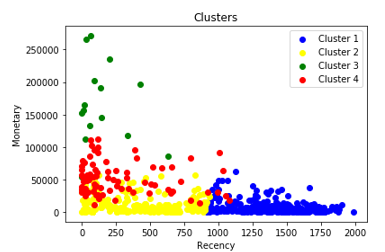 Clusters
Cluster 1
Cluster 2
Cluster 3
Cluster 4
Monetary
250000
200000
150000
100000
50000
0
0 250 500 750 1000 1250 1500 1750 2000
Recency